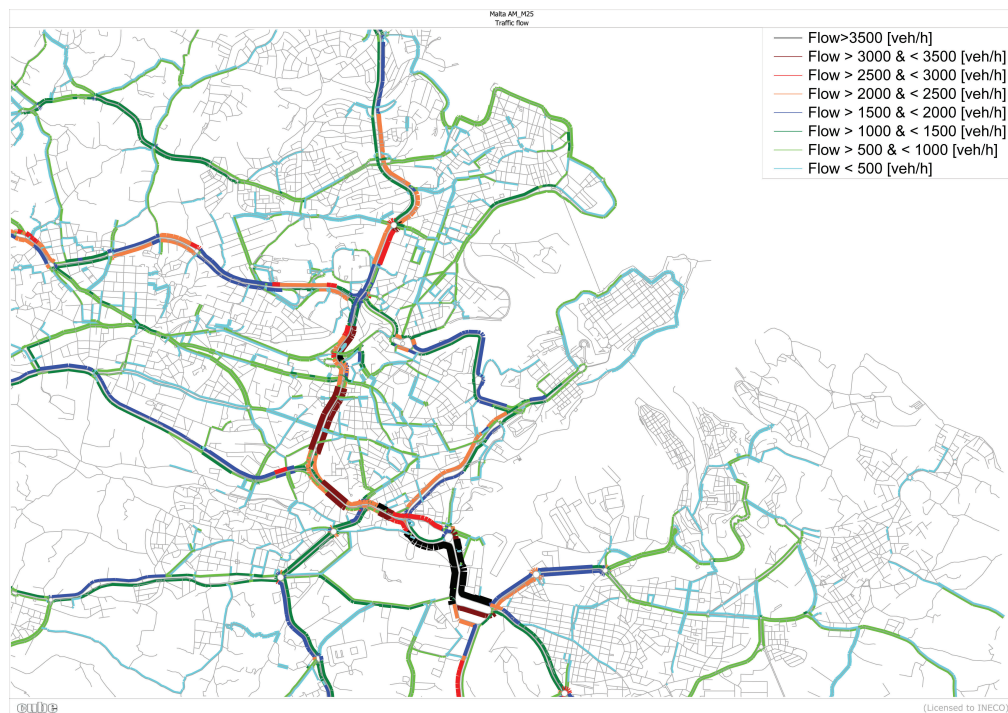 Malta AM_M25
Traffic flow
Flow>3500 [veh/h]
Flow > 3000 & < 3500 [veh/h]
Flow > 2500 & < 3000 [veh/h]
Flow > 2000 & < 2500 [veh/h]
Flow > 1500 & < 2000 [veh/h]
Flow > 1000 & < 1500 [veh/h]
Flow > 500 & < 1000 [veh/h]
Flow < 500 [veh/h]
cube
(Licensed to INECO)